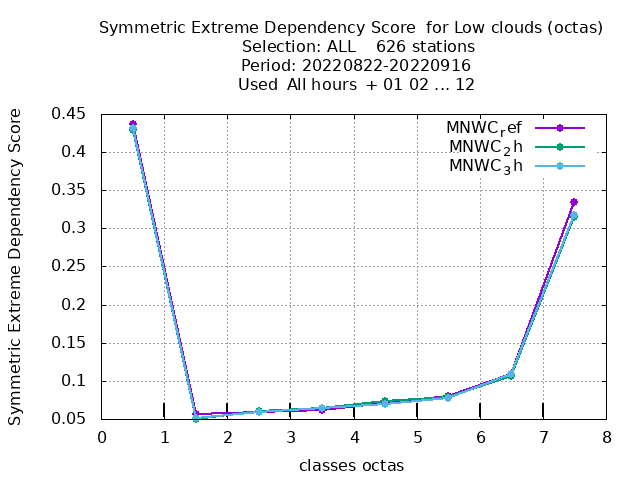 Symmetric Extreme Dependency Score  for Low clouds (octas)
Selection: ALL    626 stations
Period: 20220822-20220916
Used  All hours  + 01 02 ... 12
Symmetric Extreme Dependency Score
0.45
0.4
0.35
0.3
0.25
0.2
0.15
0.1
0.05
MNWC_ref
MNWC_2h
MNWC_3h
0 1 2 3 4 5 6 7 8
classes octas